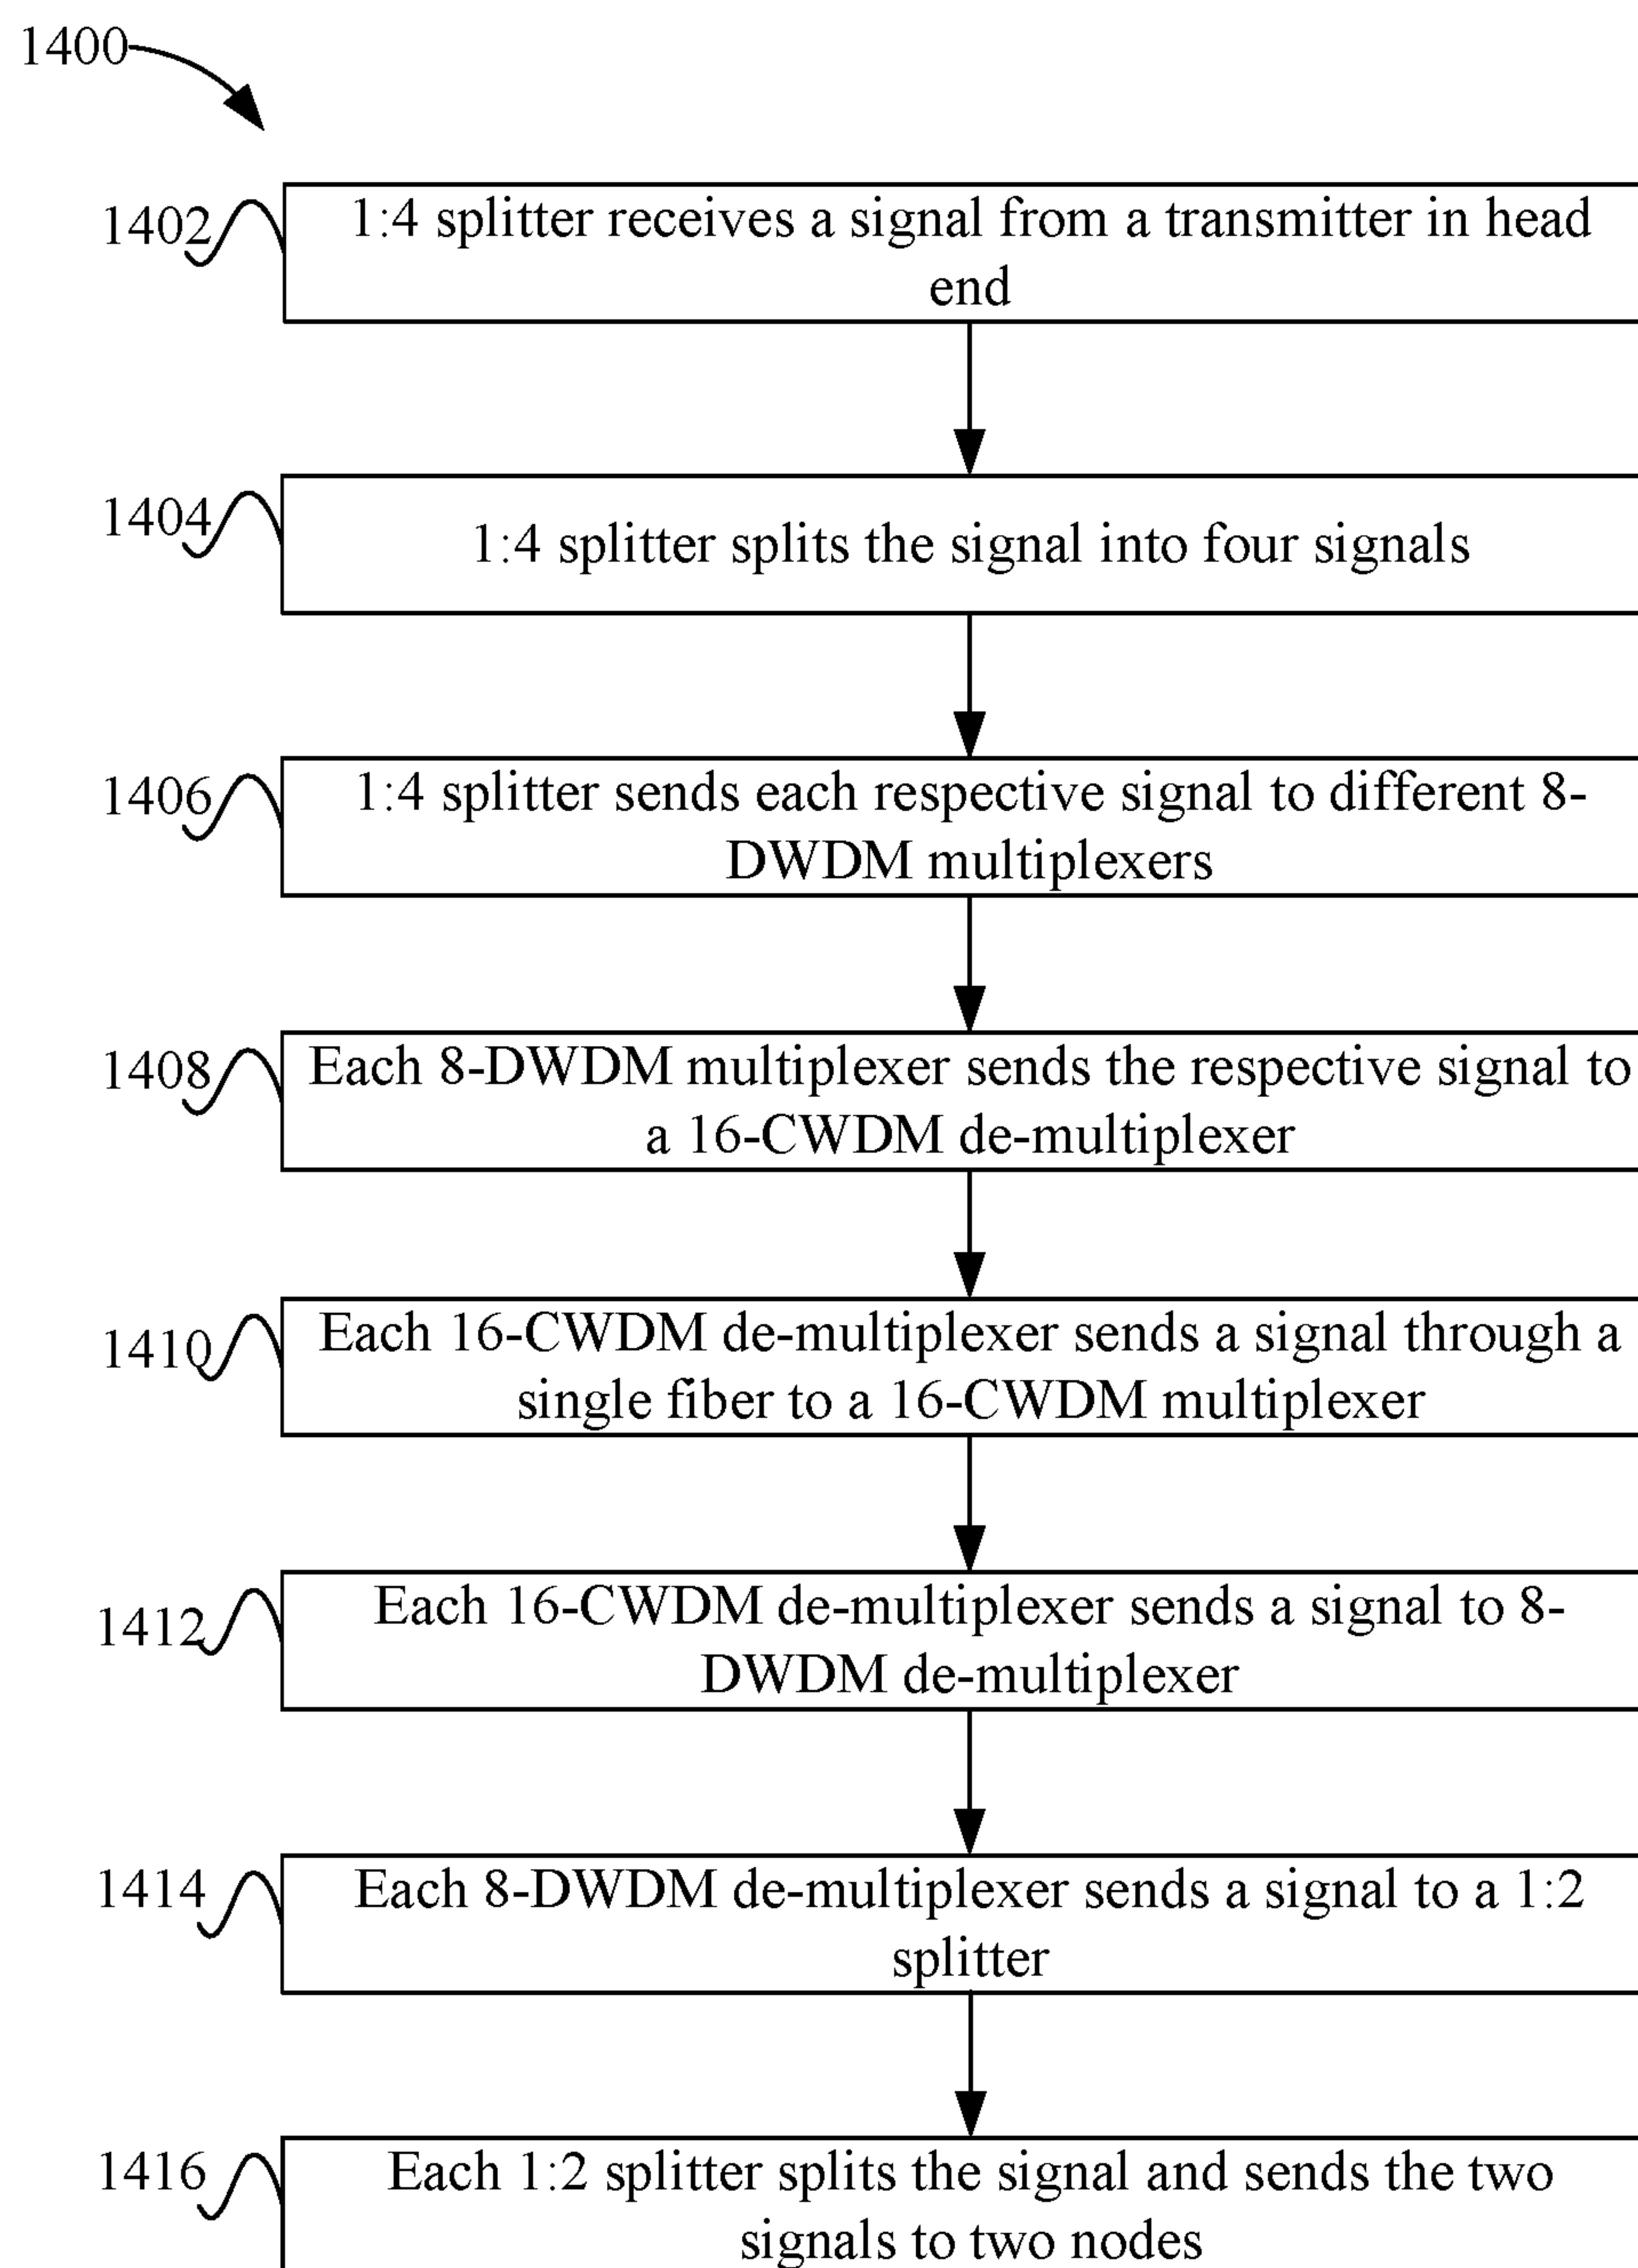 1400
1402
1:4 splitter receives a signal from a transmitter in head
end
1404
1:4 splitter splits the signal into four signals
1406
1:4 splitter sends each respective signal to different 8-
DWDM multiplexers
1408
Each 8-DWDM multiplexer sends the respective signal to
a 16-CWDM de-multiplexer
1410
Each 16-CWDM de-multiplexer sends a signal through a
single fiber to a 16-CWDM multiplexer
1412
Each 16-CWDM de-multiplexer sends a signal to 8-
DWDM de-multiplexer
1414
Each 8-DWDM de-multiplexer sends a signal to a 1:2
splitter
1416
Each 1:2 splitter splits the signal and sends the two
signals to two nodes